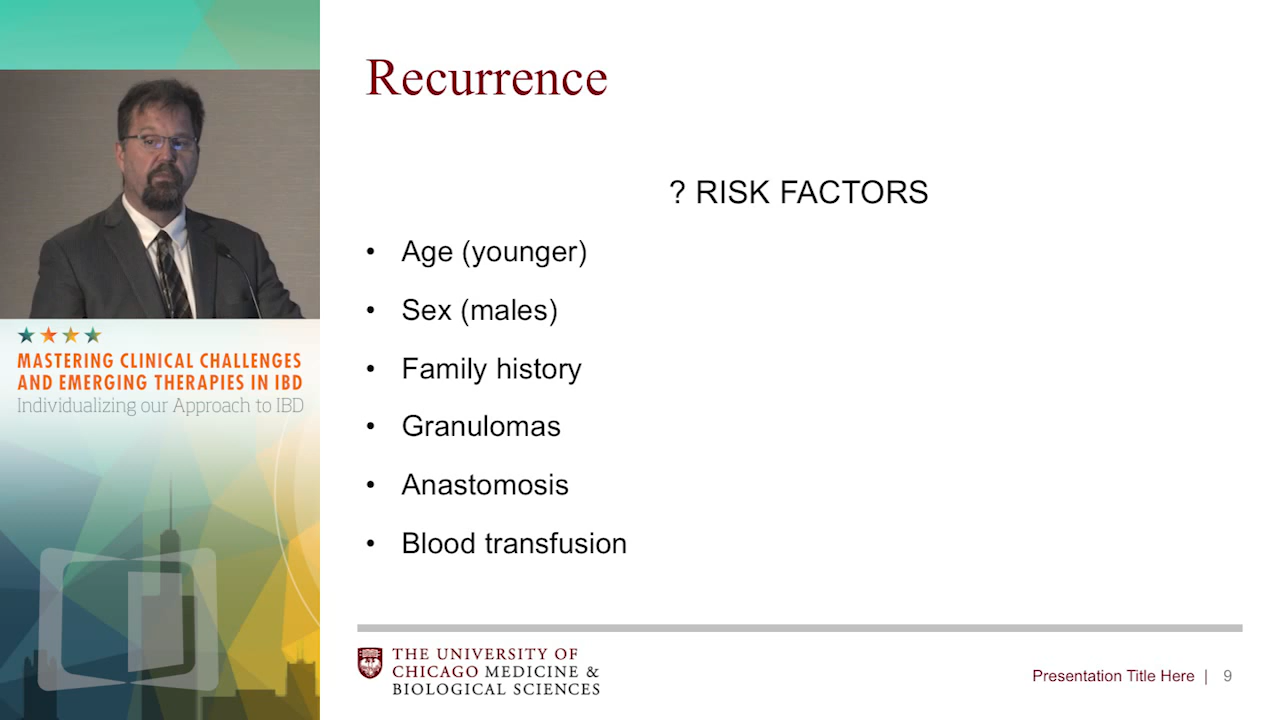 Recurrence
? RISK FACTORS
• Age (younger)
• Sex (males)
• Family history
• Granulomas
• Anastomosis
• Blood transfusion
MASTERING CLINICAL CHALLENGES
AND EMERGING THERAPIES IN IBD
Individualizing our Approach to IBD
THE UNIVERSITY OF
CHICAGO MEDICINE &
BIOLOGICAL SCIENCES
Presentation Title Here | 9